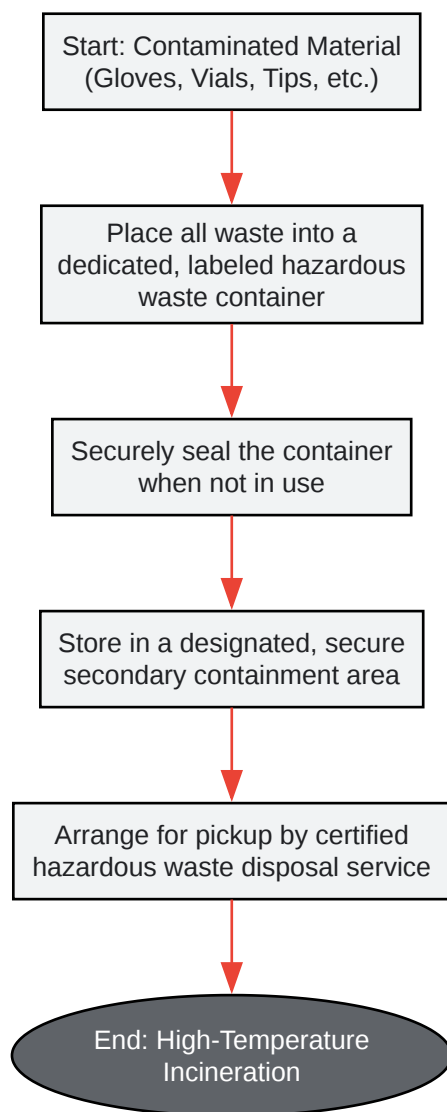 Start: Contaminated Material
(Gloves, Vials, Tips, etc.)
Place all waste into a
dedicated, labeled hazardous
waste container
Securely seal the container
when not in use
Store in a designated, secure
secondary containment area
Arrange for pickup by certified
hazardous waste disposal service
End: High-Temperature
Incineration